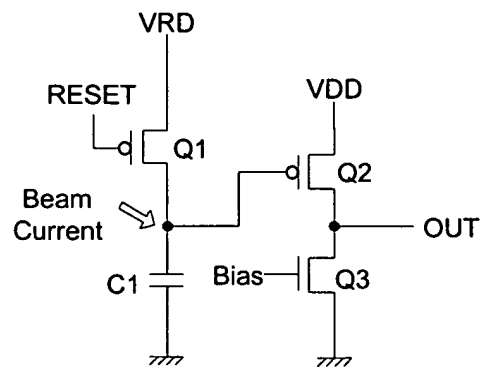 VRD
RESET
VDD
Q1
Q2
Beam
Current
OUT
C1
Bias
Q3